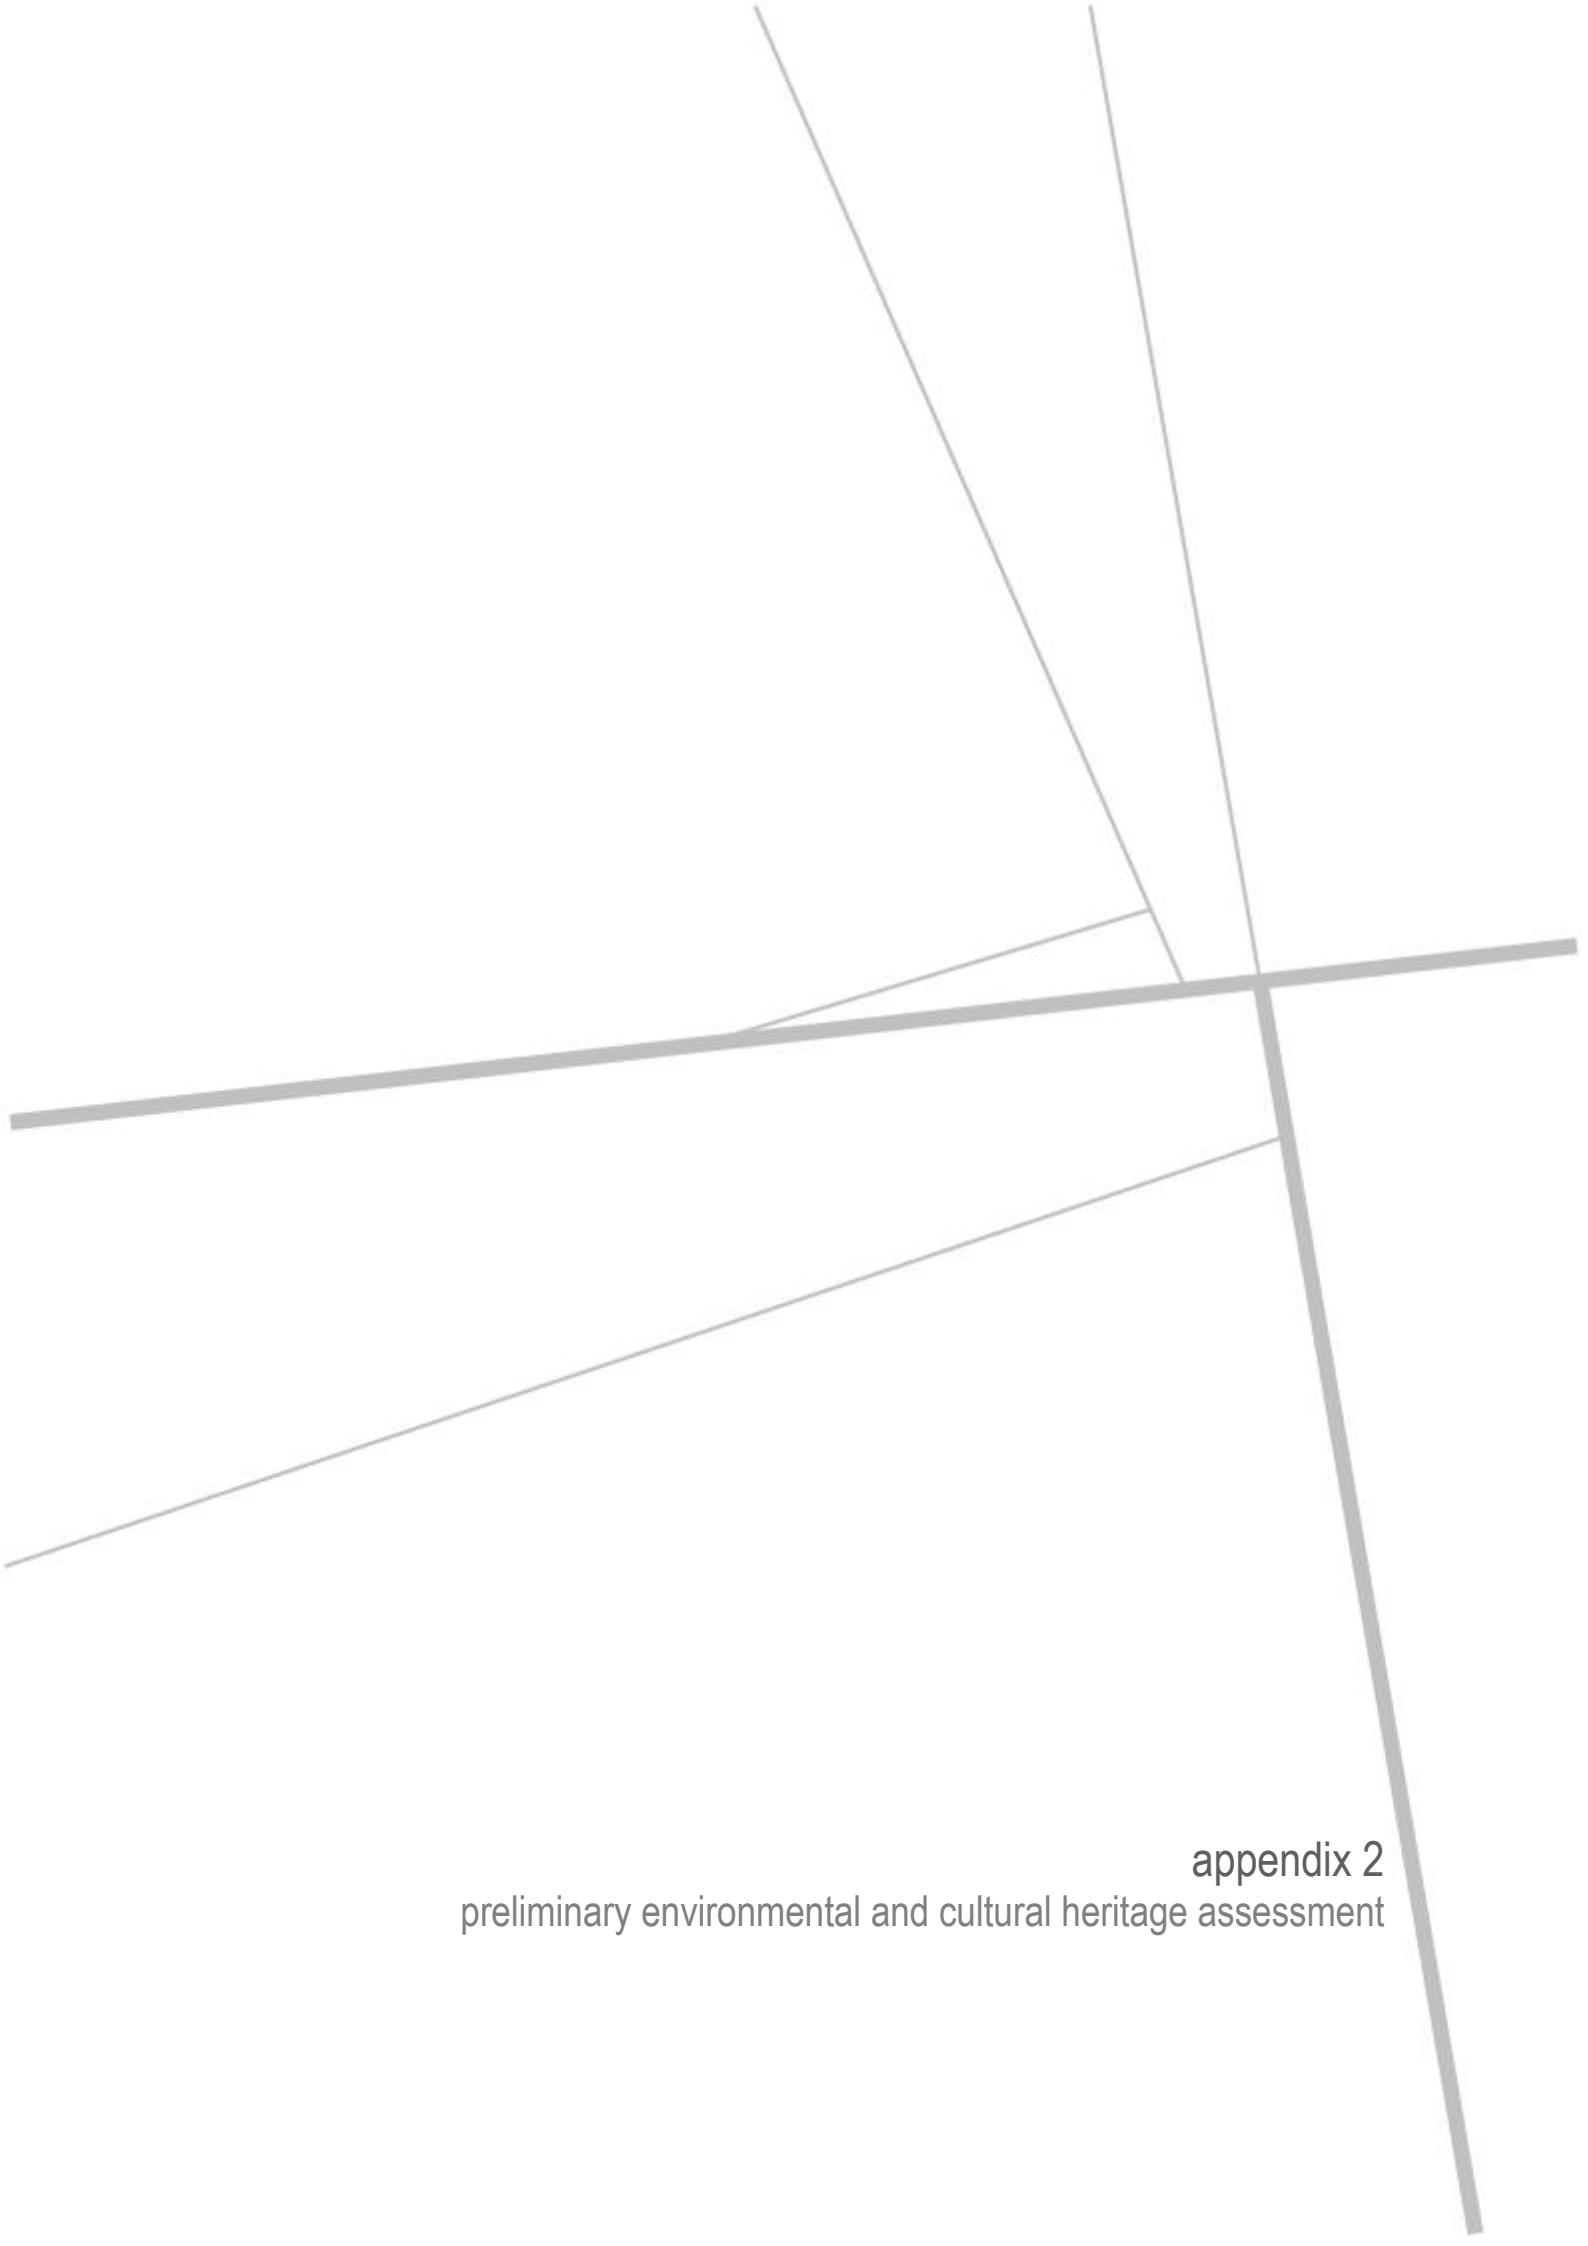 appendix 2
preliminary environmental and cultural heritage assessment